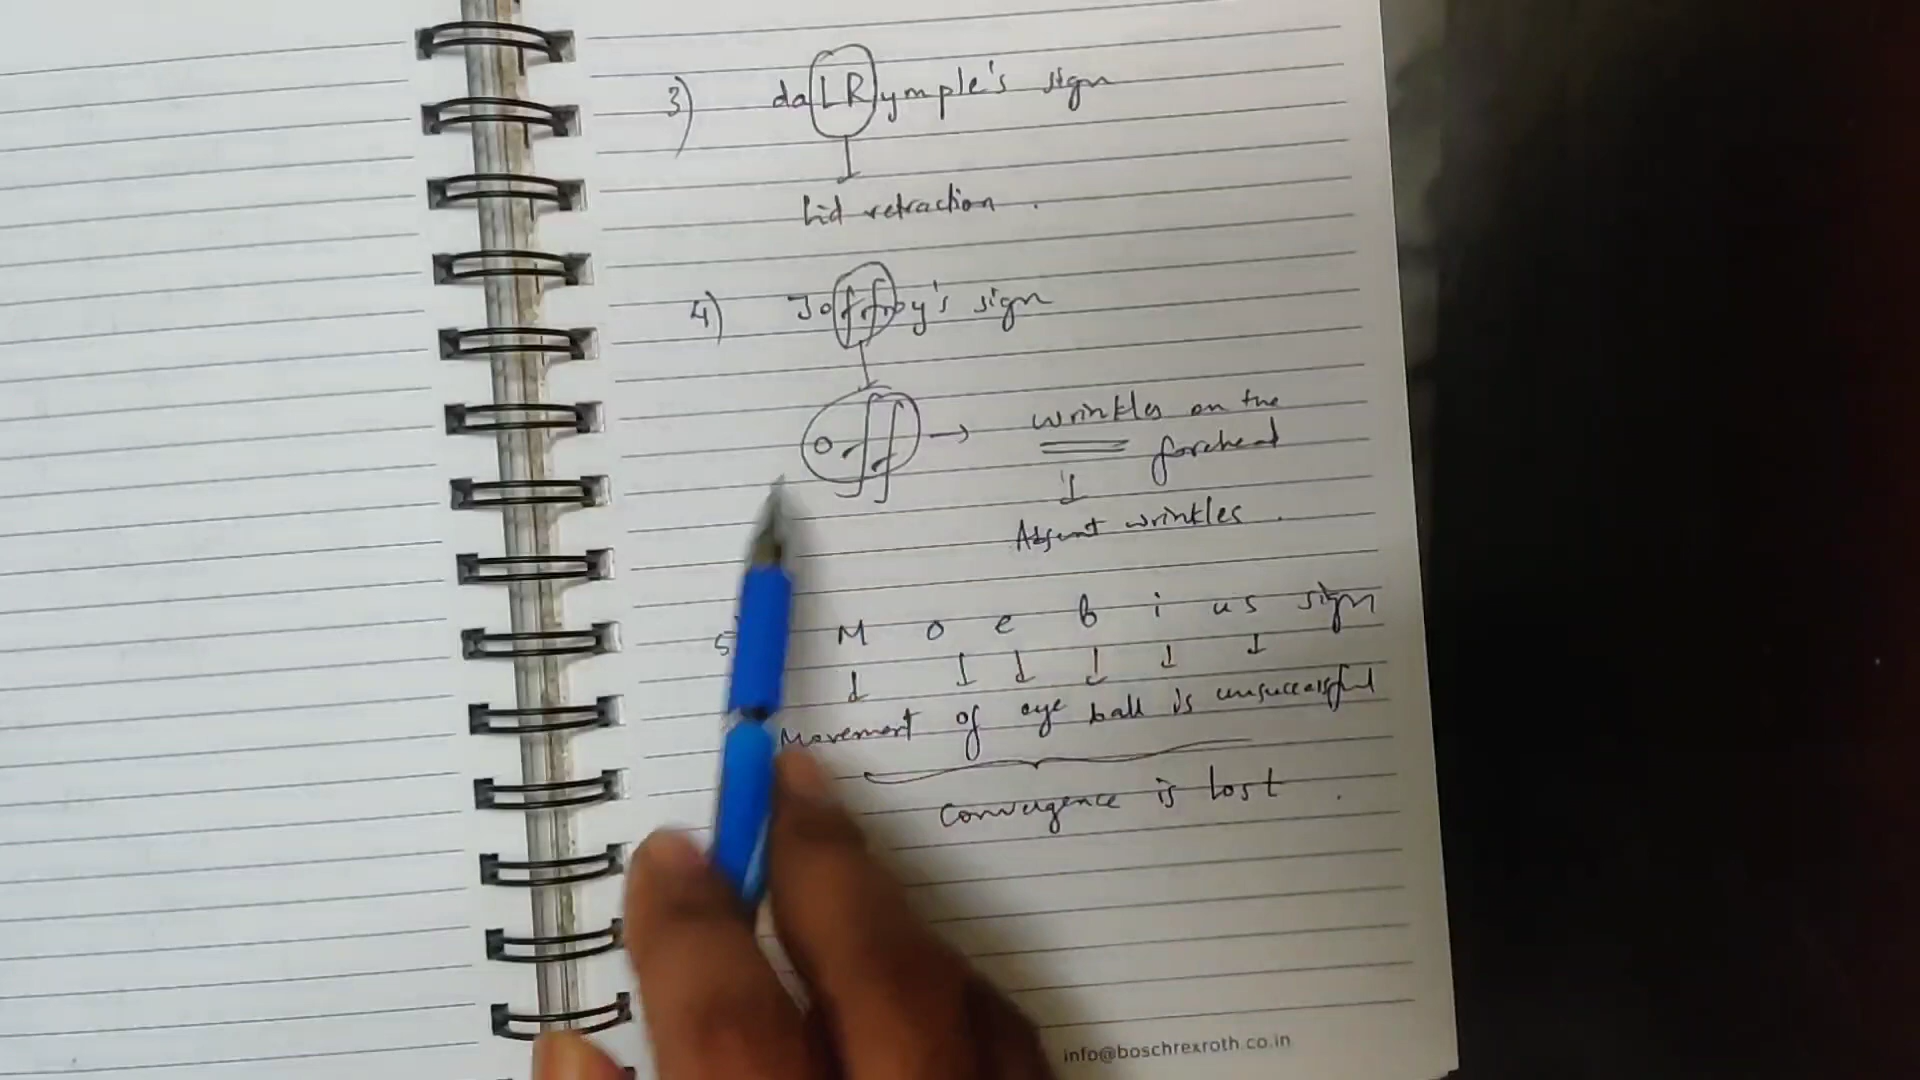 3) daLRymple's sign
Lid retraction .
4) Joffroy's sign
off → wrinkles on the
forehead
Absent wrinkles .
5 M o e b i us sign
Movement of eye ball is unsuccessful
Convergence is lost .
info@boschrexroth.co.in